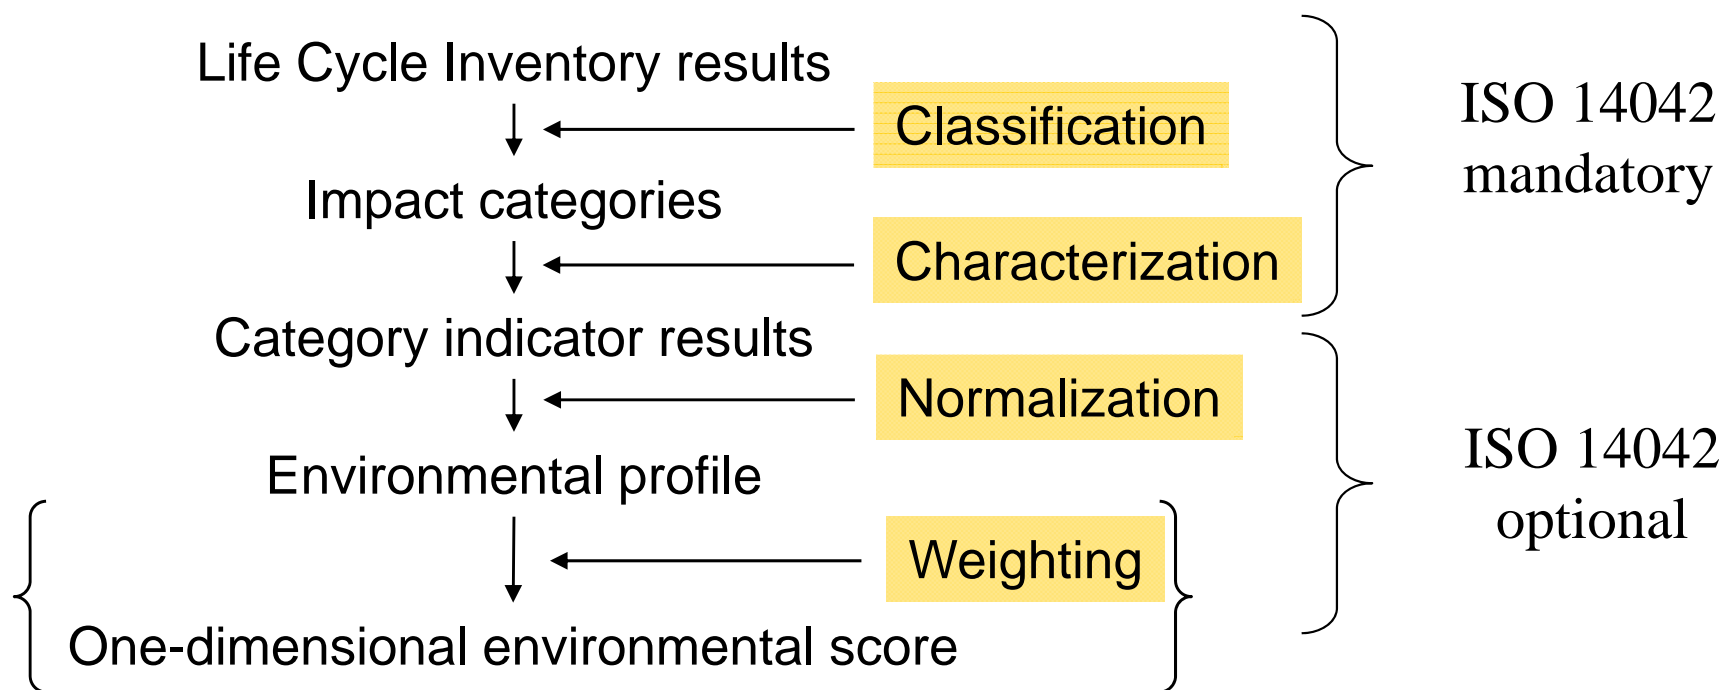 Life Cycle Inventory results
Classification
ISO 14042
mandatory
Impact categories
Characterization
Category indicator results
Normalization
ISO 14042
optional
Environmental profile
Weighting
One-dimensional environmental score